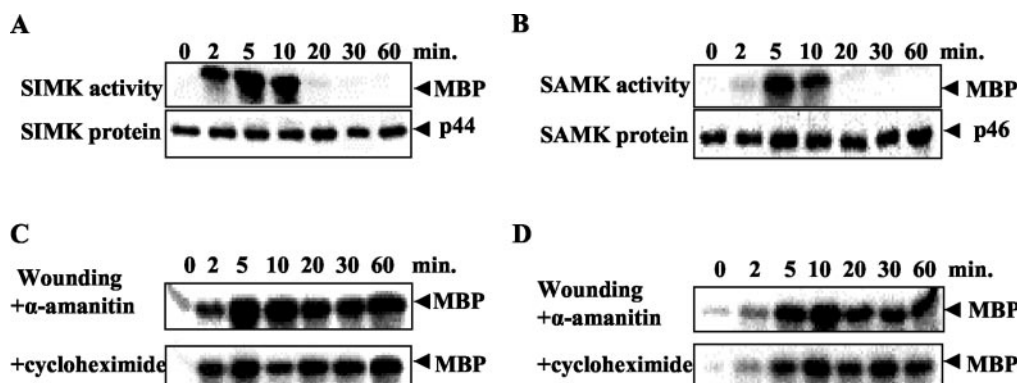 A
0 2 5 10 20 30 60 min.
SIMK activity ◄ MBP
SIMK protein ◄ p44
B
0 2 5 10 20 30 60 min.
SAMK activity ◄ MBP
SAMK protein ◄ p46
C
0 2 5 10 20 30 60 min.
Wounding
+α-amanitin ◄ MBP
+cycloheximide ◄ MBP
D
0 2 5 10 20 30 60 min.
Wounding
+α-amanitin ◄ MBP
+cycloheximide ◄ MBP